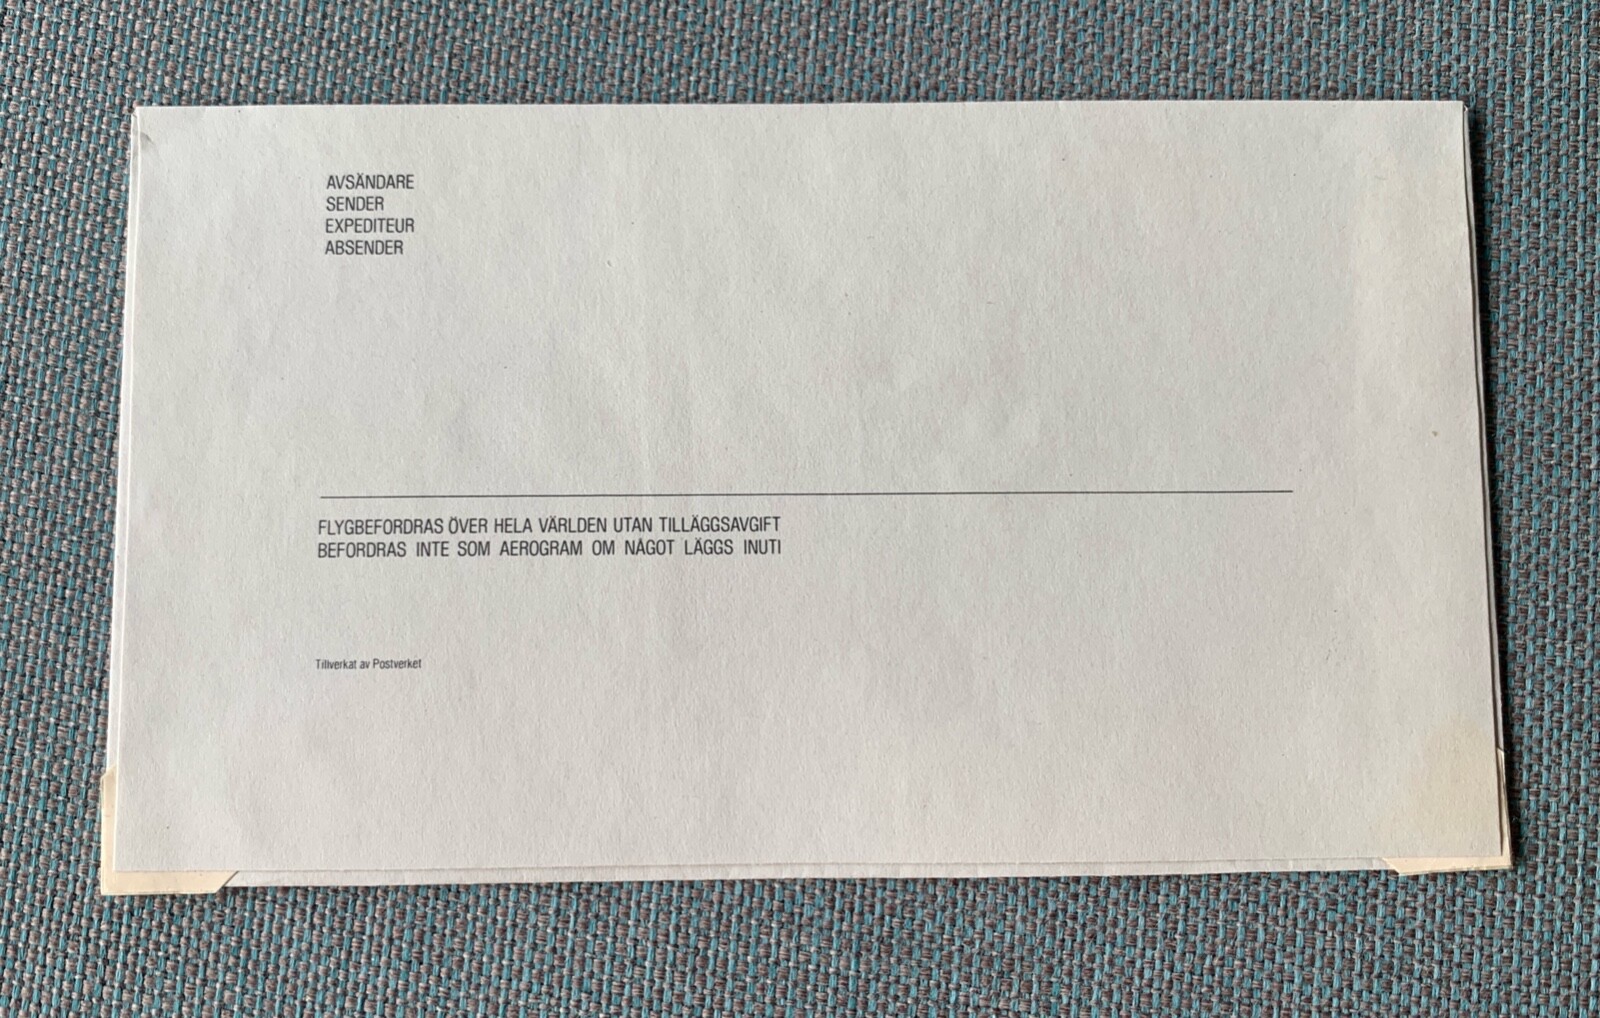 AVSÄNDARE
SENDER
EXPEDITEUR
ABSENDER
FLYGBEFORDRAS ÖVER HELA VÄRLDEN UTAN TILLÄGGSAVGIFT
BEFORDRAS INTE SOM AEROGRAM OM NÅGOT LÄGGS INUTI
Tillverkat av Postverket